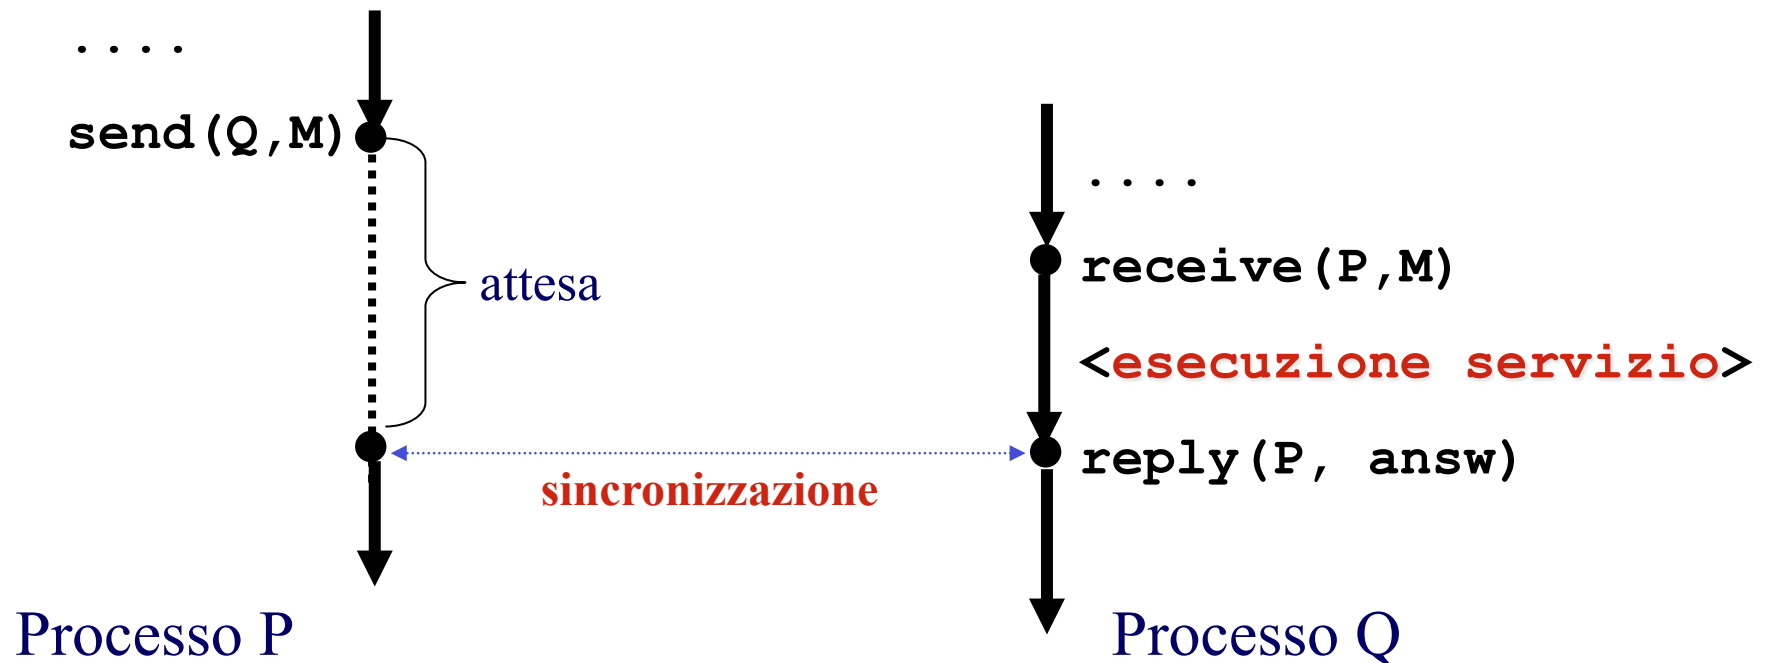 . . . .
send(Q,M)
. . . .
receive(P,M)
attesa
<esecuzione servizio>
reply(P, answ)
sincronizzazione
Processo P
Processo Q